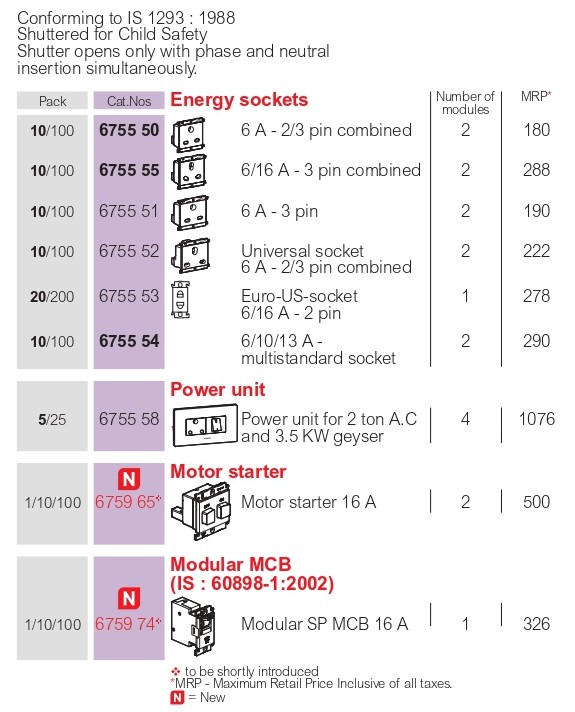 Conforming to IS 1293 : 1988
Shuttered for Child Safety
Shutter opens only with phase and neutral
insertion simultaneously.
Pack Cat.Nos Energy sockets Number of modules MRP*
10/100 6755 50 6 A - 2/3 pin combined 2 180
10/100 6755 55 6/16 A - 3 pin combined 2 288
10/100 6755 51 6 A - 3 pin 2 190
10/100 6755 52 Universal socket 2 222
6 A - 2/3 pin combined
20/200 6755 53 Euro-US-socket 1 278
6/16 A - 2 pin
10/100 6755 54 6/10/13 A - 2 290
multistandard socket
Power unit
5/25 6755 58 Power unit for 2 ton A.C 4 1076
and 3.5 KW geyser
N Motor starter
1/10/100 6759 65❖ Motor starter 16 A 2 500
Modular MCB
(IS : 60898-1:2002)
N
1/10/100 6759 74❖ Modular SP MCB 16 A 1 326
❖ to be shortly introduced
*MRP - Maximum Retail Price Inclusive of all taxes.
N = New